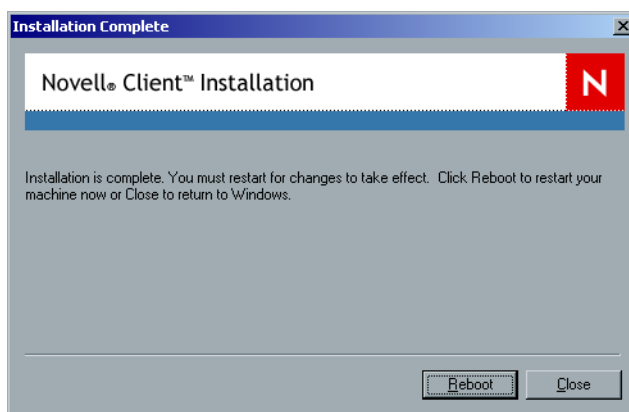 Installation Complete
Novell® Client™ Installation
N
Installation is complete. You must restart for changes to take effect. Click Reboot to restart your
machine now or Close to return to Windows.
Reboot
Close